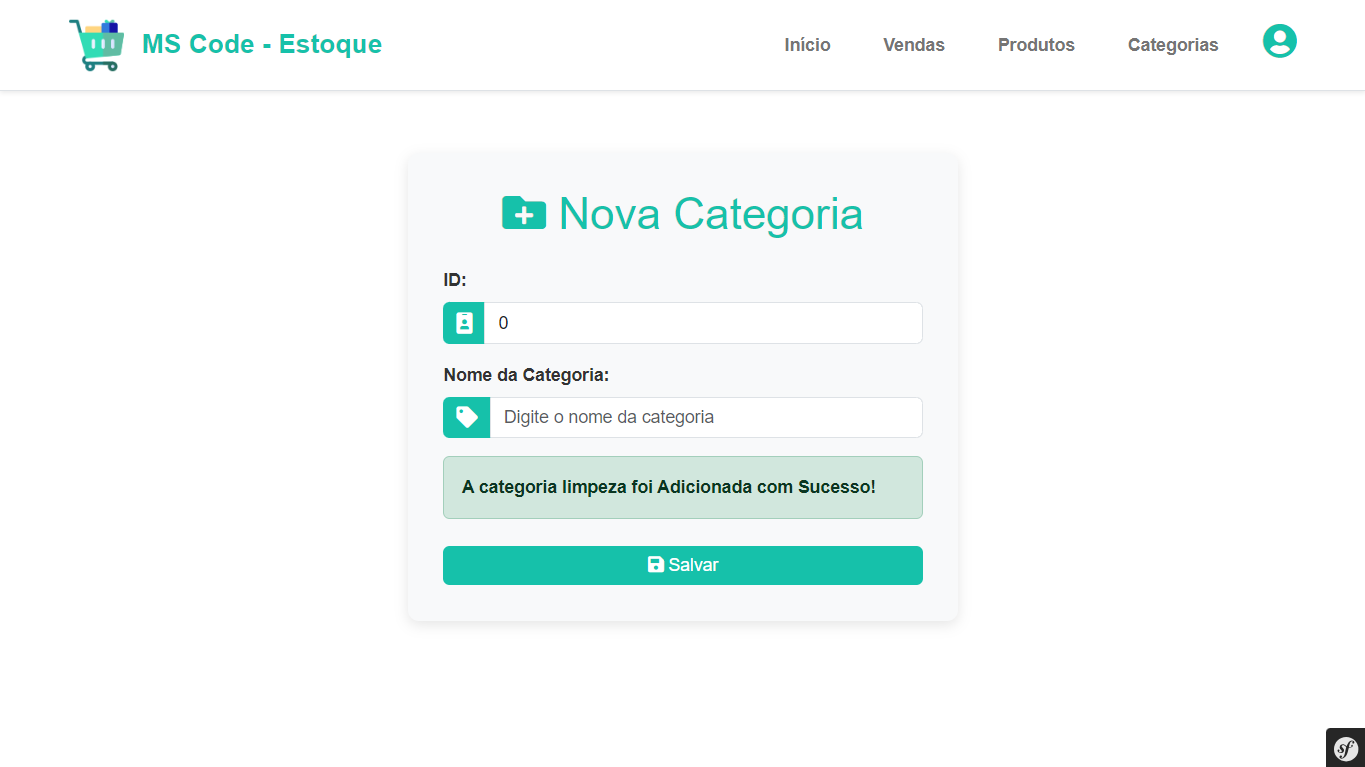 MS Code - Estoque
Início
Vendas
Produtos
Categorias
Nova Categoria
ID:
0
Nome da Categoria:
Digite o nome da categoria
A categoria limpeza foi Adicionada com Sucesso!
Salvar
sf